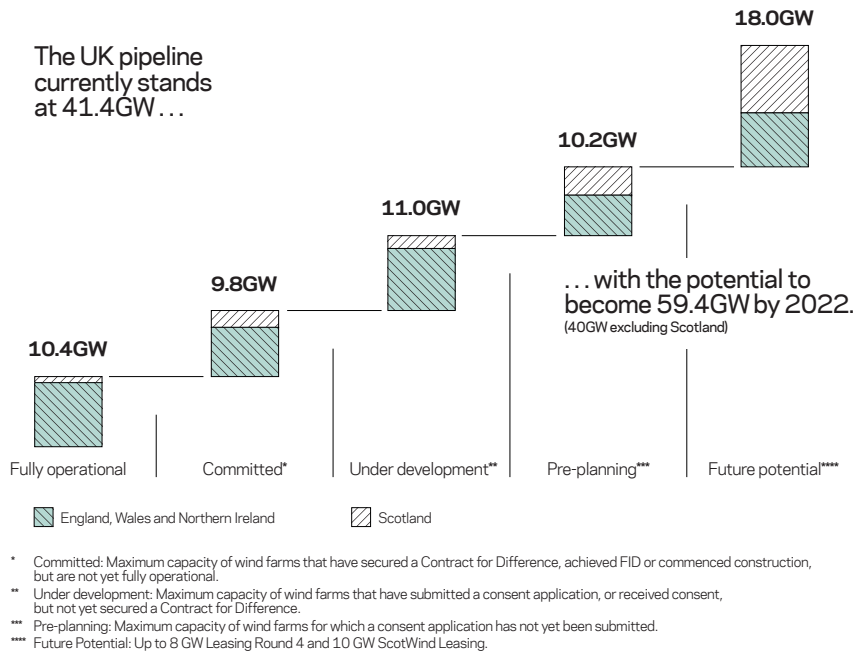 18.0GW
The UK pipeline
currently stands
at 41.4GW . . .
10.2GW
11.0GW
9.8GW
. . . with the potential to
become 59.4GW by 2022.
(40GW excluding Scotland)
10.4GW
Fully operational
Committed*
Under development**
Pre-planning***
Future potential****
England, Wales and Northern Ireland
Scotland
* Committed: Maximum capacity of wind farms that have secured a Contract for Difference, achieved FID or commenced construction,
but are not yet fully operational.
** Under development: Maximum capacity of wind farms that have submitted a consent application, or received consent,
but not yet secured a Contract for Difference.
*** Pre-planning: Maximum capacity of wind farms for which a consent application has not yet been submitted.
**** Future Potential: Up to 8 GW Leasing Round 4 and 10 GW ScotWind Leasing.